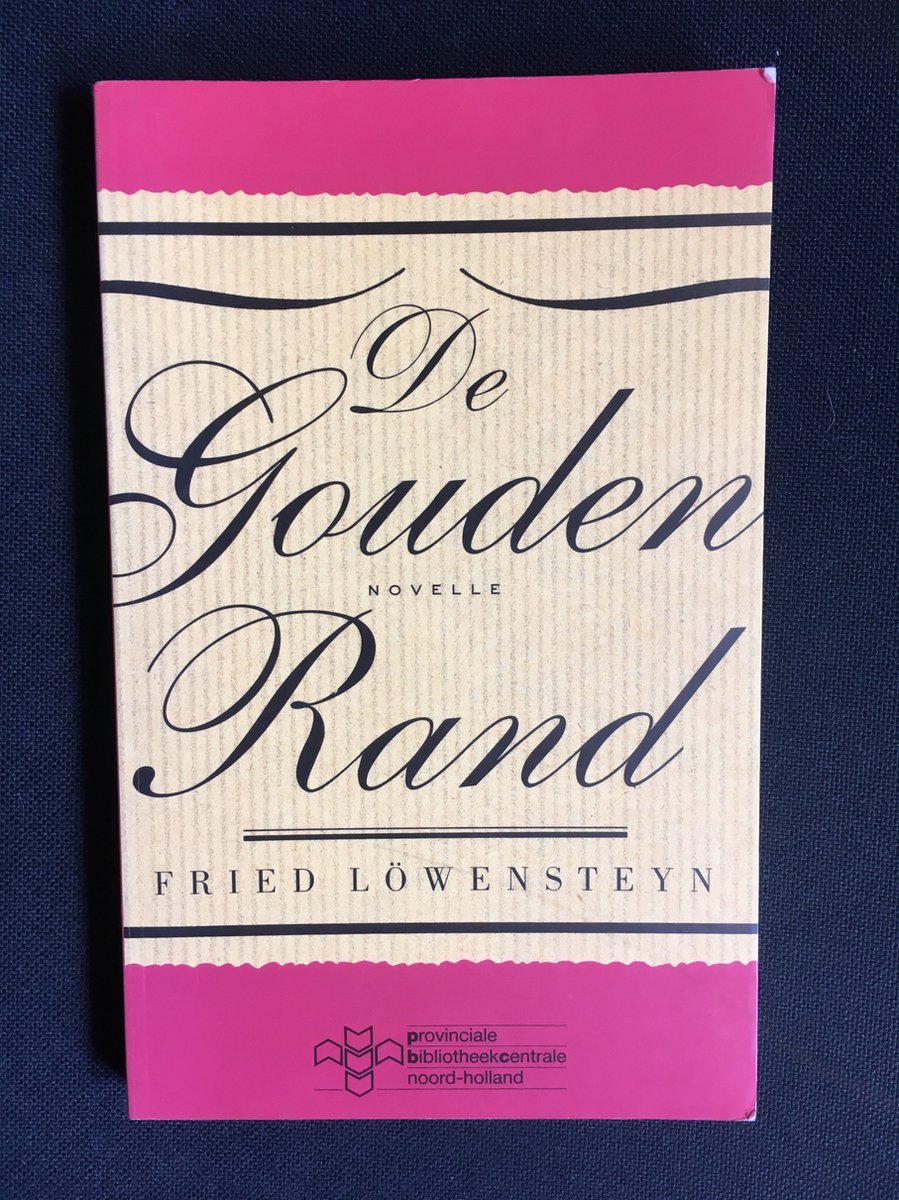 De
Gouden
NOVELLE
Rand
FRIED LÖWENSTEYN
provinciale
bibliotheekcentrale
noord-holland